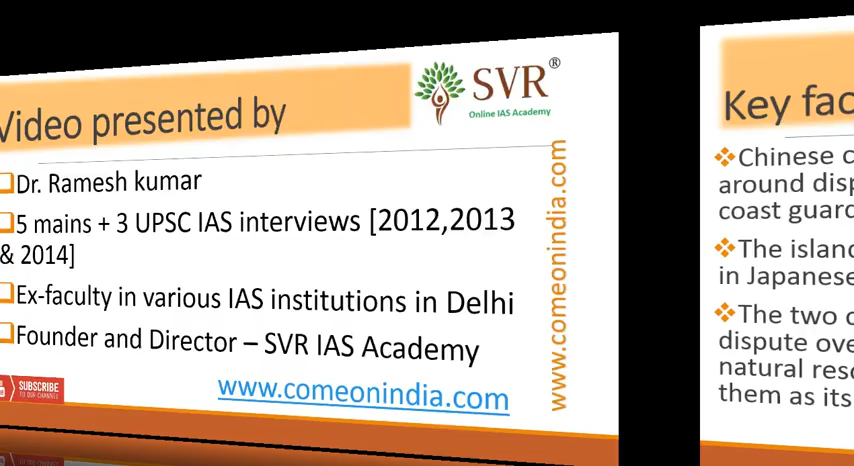 Video presented by
SVR®
Online IAS Academy
Dr. Ramesh kumar
5 mains + 3 UPSC IAS interviews [2012,2013
& 2014]
Ex-faculty in various IAS institutions in Delhi
Founder and Director – SVR IAS Academy
www.comeonindia.com
www.comeonindia.com
SUBSCRIBE
TO OUR CHANNEL
Key fac
Chinese c
around disp
coast guard
The island
in Japanese
The two c
dispute ove
natural reso
them as its